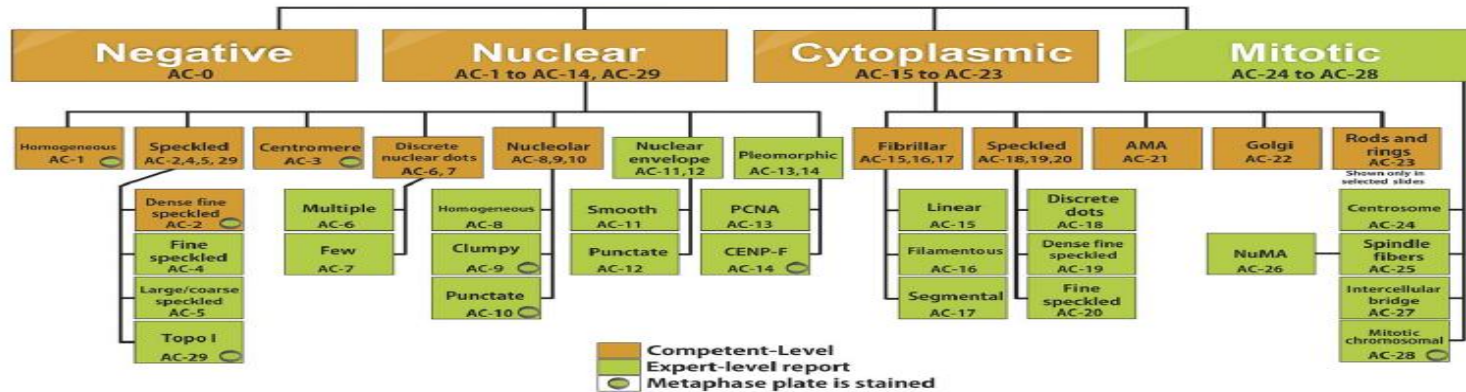 Negative
AC-0
Nuclear
AC-1 to AC-14, AC-29
Cytoplasmic
AC-15 to AC-23
Mitotic
AC-24 to AC-28
Homogeneous
AC-1
Speckled
AC-2,4,5, 29
Centromere
AC-3
Discrete
nuclear dots
AC-6, 7
Nucleolar
AC-8,9,10
Nuclear
envelope
AC-11,12
Pleomorphic
AC-13,14
Fibrillar
AC-15,16,17
Speckled
AC-18,19,20
AMA
AC-21
Golgi
AC-22
Rods and
rings
AC-23
Shown only in
selected slides
Dense fine
speckled
AC-2
Fine
speckled
AC-4
Large/coarse
speckled
AC-5
Topo I
AC-29
Multiple
AC-6
Few
AC-7
Homogeneous
AC-8
Clumpy
AC-9
Punctate
AC-10
Smooth
AC-11
Punctate
AC-12
PCNA
AC-13
CENP-F
AC-14
Linear
AC-15
Filamentous
AC-16
Segmental
AC-17
Discrete
dots
AC-18
Dense fine
speckled
AC-19
Fine
speckled
AC-20
Centrosome
AC-24
Spindle
fibers
AC-25
NuMA
AC-26
Intercellular
bridge
AC-27
Mitotic
chromosomal
AC-28
Competent-Level
Expert-level report
Metaphase plate is stained